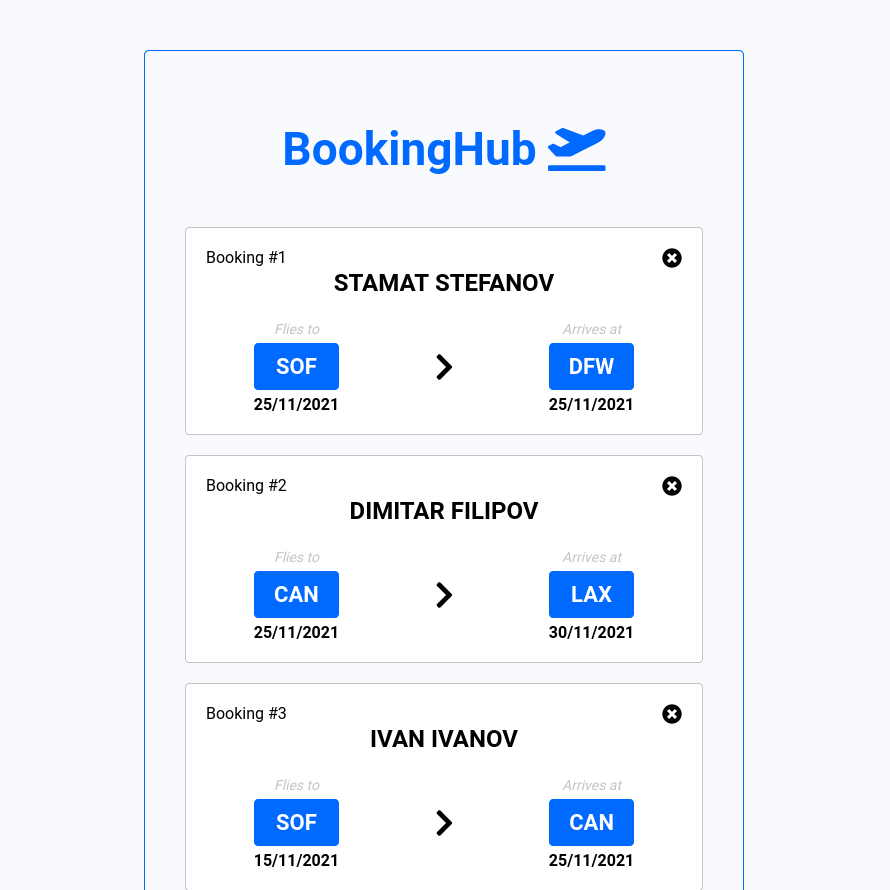 BookingHub
Booking #1
STAMAT STEFANOV
Flies to
Arrives at
SOF
DFW
25/11/2021
25/11/2021
Booking #2
DIMITAR FILIPOV
Flies to
Arrives at
CAN
LAX
25/11/2021
30/11/2021
Booking #3
IVAN IVANOV
Flies to
Arrives at
SOF
CAN
15/11/2021
25/11/2021